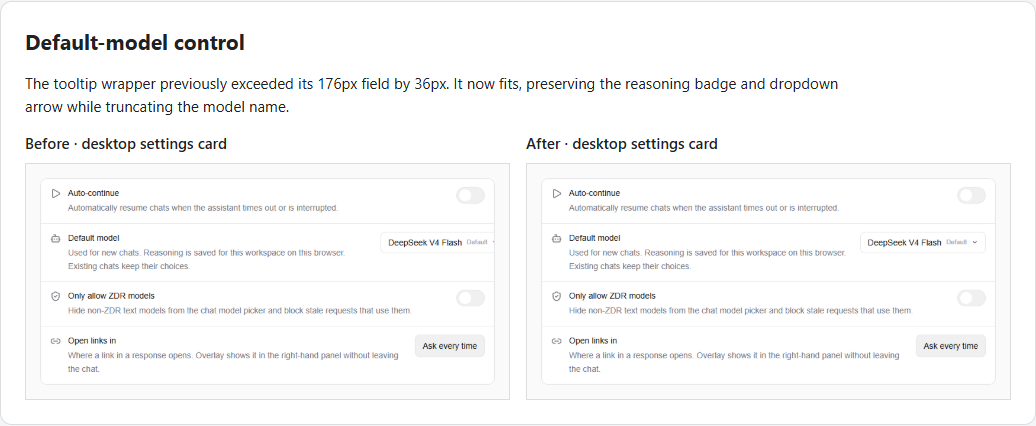 Default-model control
The tooltip wrapper previously exceeded its 176px field by 36px. It now fits, preserving the reasoning badge and dropdown
arrow while truncating the model name.
Before · desktop settings card
Auto-continue
Automatically resume chats when the assistant times out or is interrupted.
Default model
Used for new chats. Reasoning is saved for this workspace on this browser.
Existing chats keep their choices.
DeepSeek V4 Flash Default
Only allow ZDR models
Hide non-ZDR text models from the chat model picker and block stale requests that use them.
Open links in
Where a link in a response opens. Overlay shows it in the right-hand panel without leaving
the chat.
Ask every time
After · desktop settings card
Auto-continue
Automatically resume chats when the assistant times out or is interrupted.
Default model
Used for new chats. Reasoning is saved for this workspace on this browser.
Existing chats keep their choices.
DeepSeek V4 Flash Default
Only allow ZDR models
Hide non-ZDR text models from the chat model picker and block stale requests that use them.
Open links in
Where a link in a response opens. Overlay shows it in the right-hand panel without leaving
the chat.
Ask every time